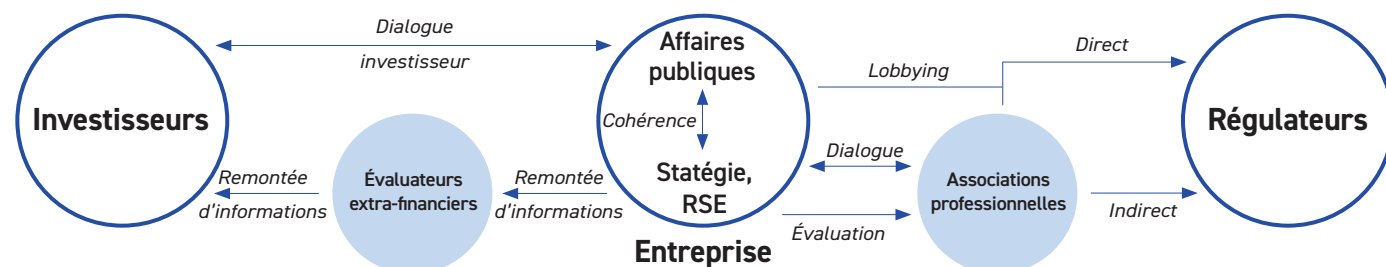 Dialogue
investisseur
Investisseurs
Remontée
d'informations
Évaluateurs
extra-financiers
Remontée
d'informations
Affaires
publiques
Cohérence
Statégie,
RSE
Entreprise
Lobbying
Direct
Dialogue
Évaluation
Associations
professionnelles
Indirect
Régulateurs